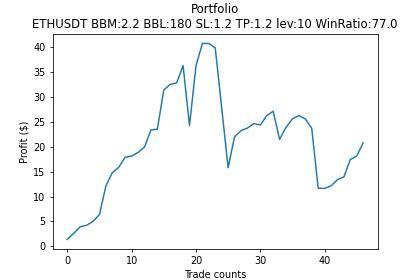 Portfolio
ETHUSDT BBM:2.2 BBL:180 SL:1.2 TP:1.2 lev:10 WinRatio:77.0
40
35
30
25
20
15
10
5
0
Profit ($)
0 10 20 30 40
Trade counts